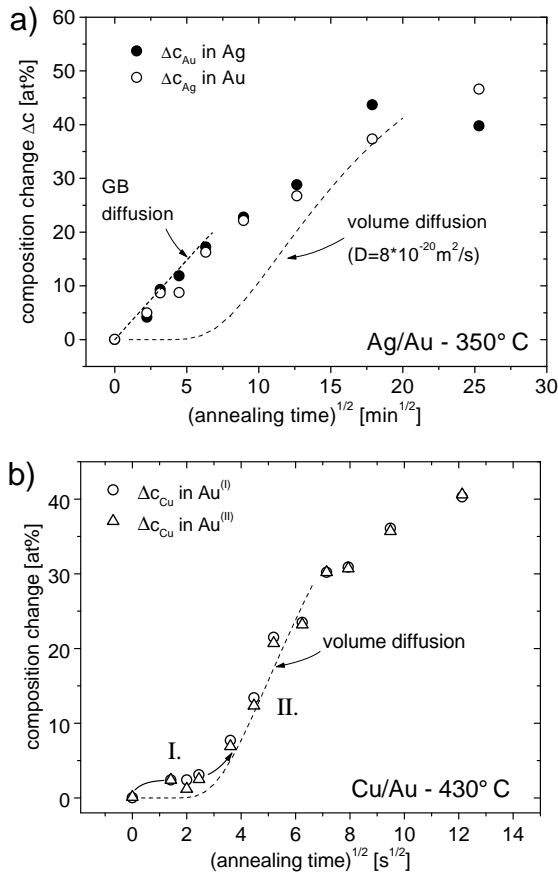 a)
60
50
40
30
20
10
0
composition change Δc [at%]
Δc_Au in Ag
Δc_Ag in Au
GB
diffusion
volume diffusion
(D=8*10^-20 m²/s)
Ag/Au - 350° C
0 5 10 15 20 25 30
(annealing time)^1/2 [min^1/2]
b)
40
30
20
10
0
composition change [at%]
Δc_Cu in Au^(I)
Δc_Cu in Au^(II)
volume diffusion
I.
II.
Cu/Au - 430° C
0 2 4 6 8 10 12 14
(annealing time)^1/2 [s^1/2]